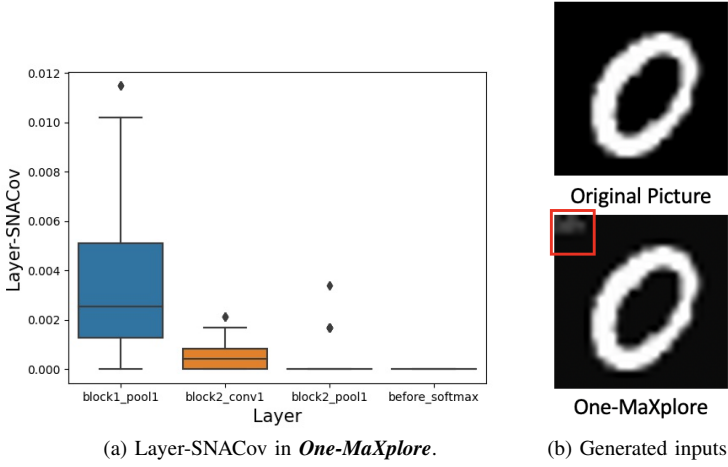 0.012
0.010
0.008
0.006
0.004
0.002
0.000
Layer-SNACov
block1_pool1 block2_conv1 block2_pool1 before_softmax
Layer
(a) Layer-SNACov in One-MaXplore.
Original Picture
One-MaXplore
(b) Generated inputs